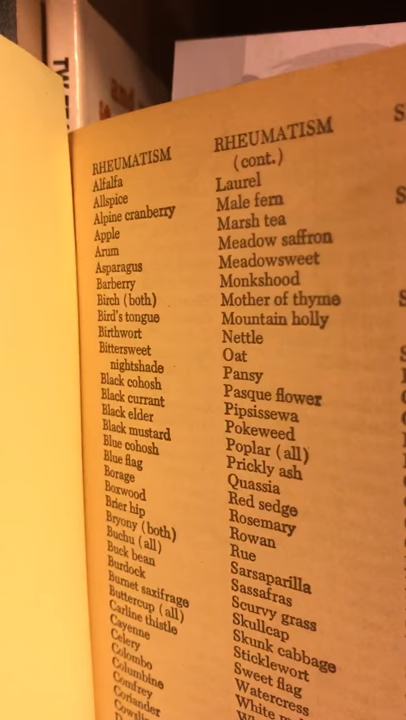 RHEUMATISM
Alfalfa
Allspice
Alpine cranberry
Apple
Arum
Asparagus
Barberry
Birch (both)
Bird's tongue
Birthwort
Bittersweet
nightshade
Black cohosh
Black currant
Black elder
Black mustard
Blue cohosh
Blue flag
Borage
Boxwood
Brier hip
Bryony (both)
Buchu (all)
Buck bean
Burdock
Burnet saxifrage
Buttercup (all)
Carline thistle
Cayenne
Celery
Colombo
Columbine
Comfrey
Coriander
RHEUMATISM
(cont.)
Laurel
Male fern
Marsh tea
Meadow saffron
Meadowsweet
Monkshood
Mother of thyme
Mountain holly
Nettle
Oat
Pansy
Pasque flower
Pipsissewa
Pokeweed
Poplar (all)
Prickly ash
Quassia
Red sedge
Rosemary
Rowan
Rue
Sarsaparilla
Sassafras
Scurvy grass
Skullcap
Skunk cabbage
Sticklewort
Sweet flag
Watercress
White